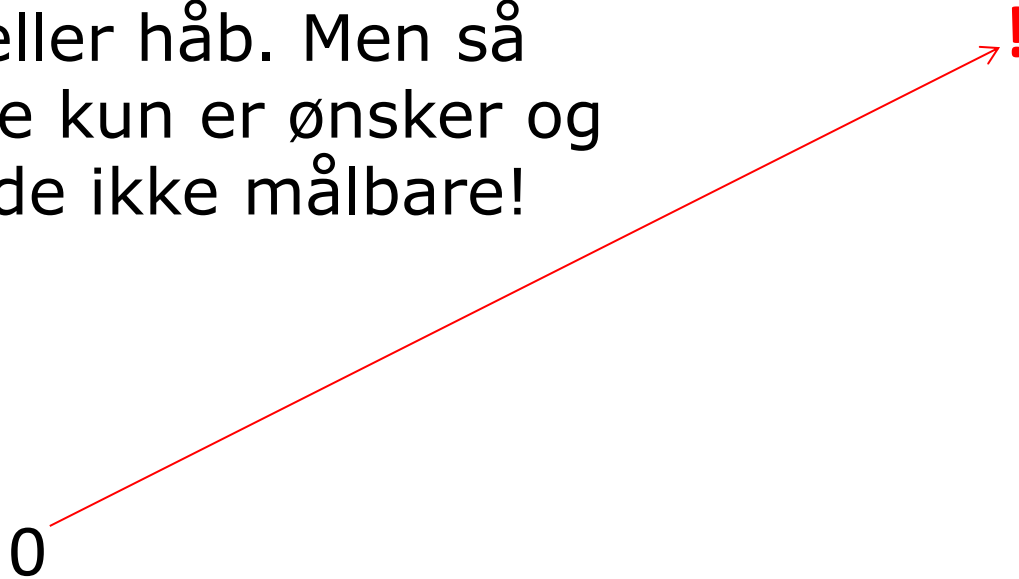 eller håb. Men så
!
e kun er ønsker og
de ikke målbare!
0